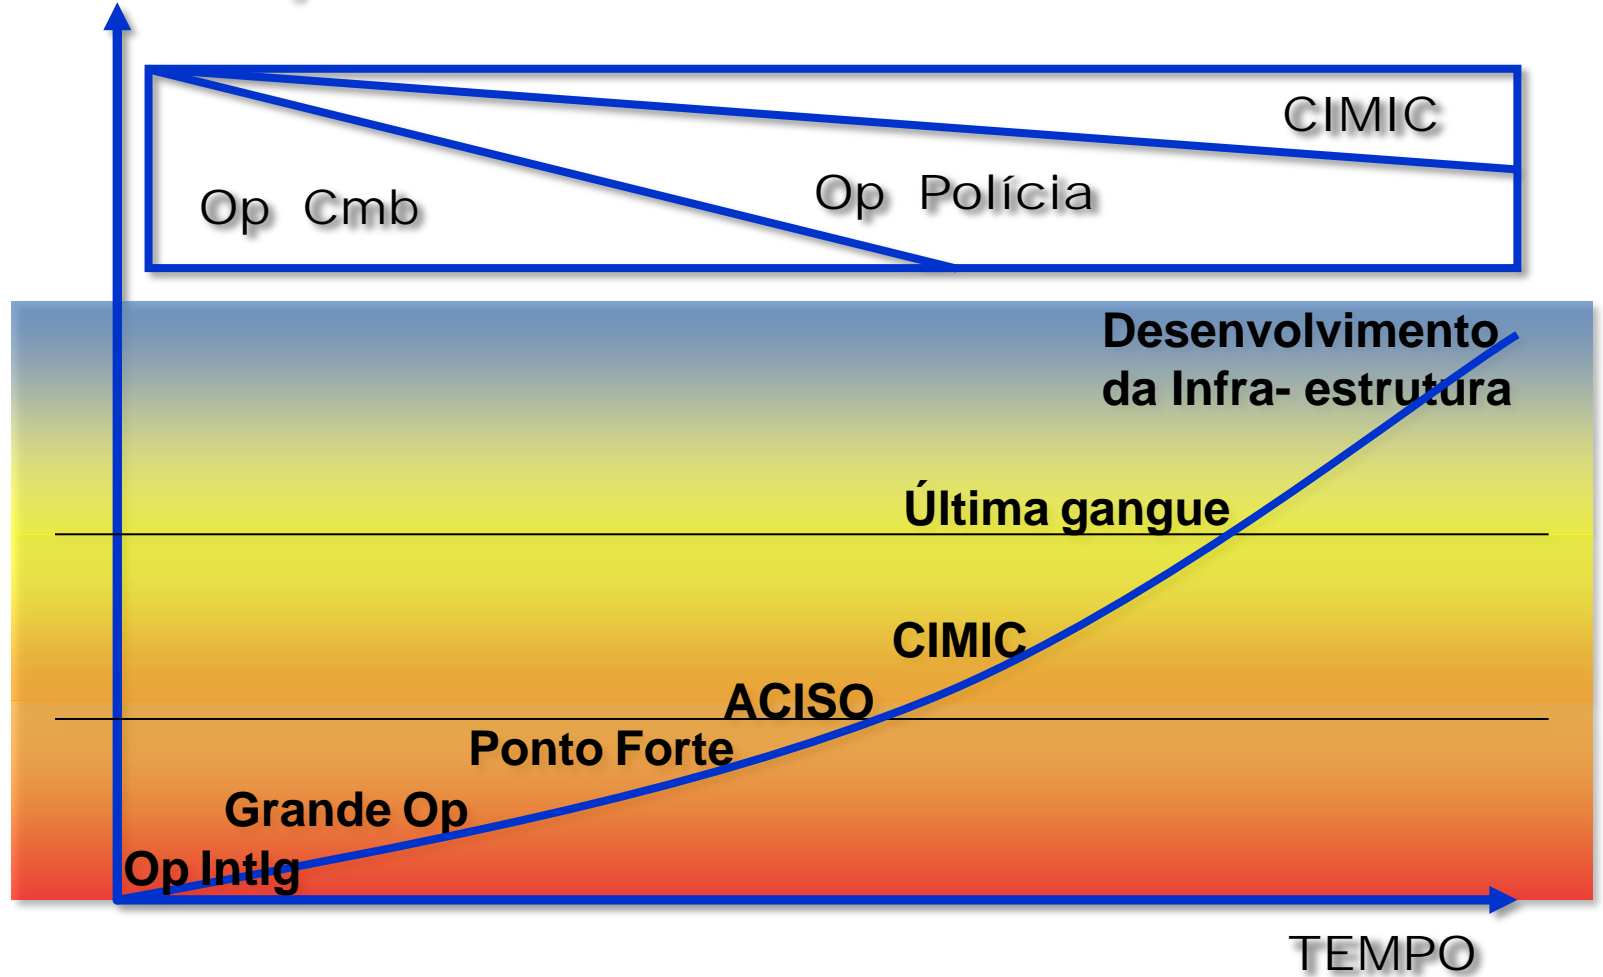 CIMIC
Op Polícia
Op Cmb
Desenvolvimento
da Infra- estrutura
Última gangue
CIMIC
ACISO
Ponto Forte
Grande Op
Op Intlg
TEMPO